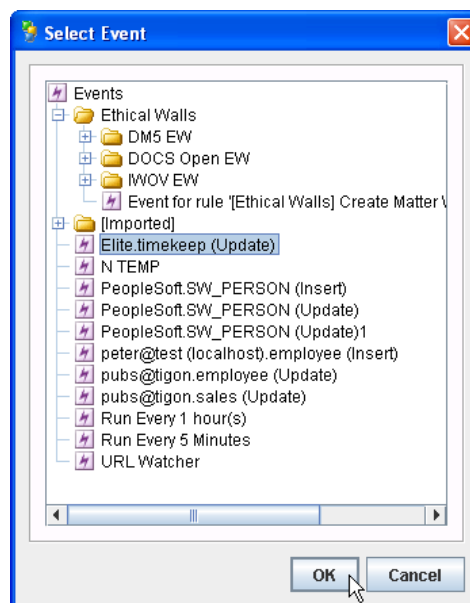 Select Event
Events
Ethical Walls
DM5 EW
DOCS Open EW
IWOV EW
Event for rule '[Ethical Walls] Create Matter
[Imported]
Elite.timekeep (Update)
N TEMP
PeopleSoft.SW_PERSON (Insert)
PeopleSoft.SW_PERSON (Update)
PeopleSoft.SW_PERSON (Update)1
peter@test (localhost).employee (Insert)
pubs@tigon.employee (Update)
pubs@tigon.sales (Update)
Run Every 1 hour(s)
Run Every 5 Minutes
URL Watcher
OK Cancel